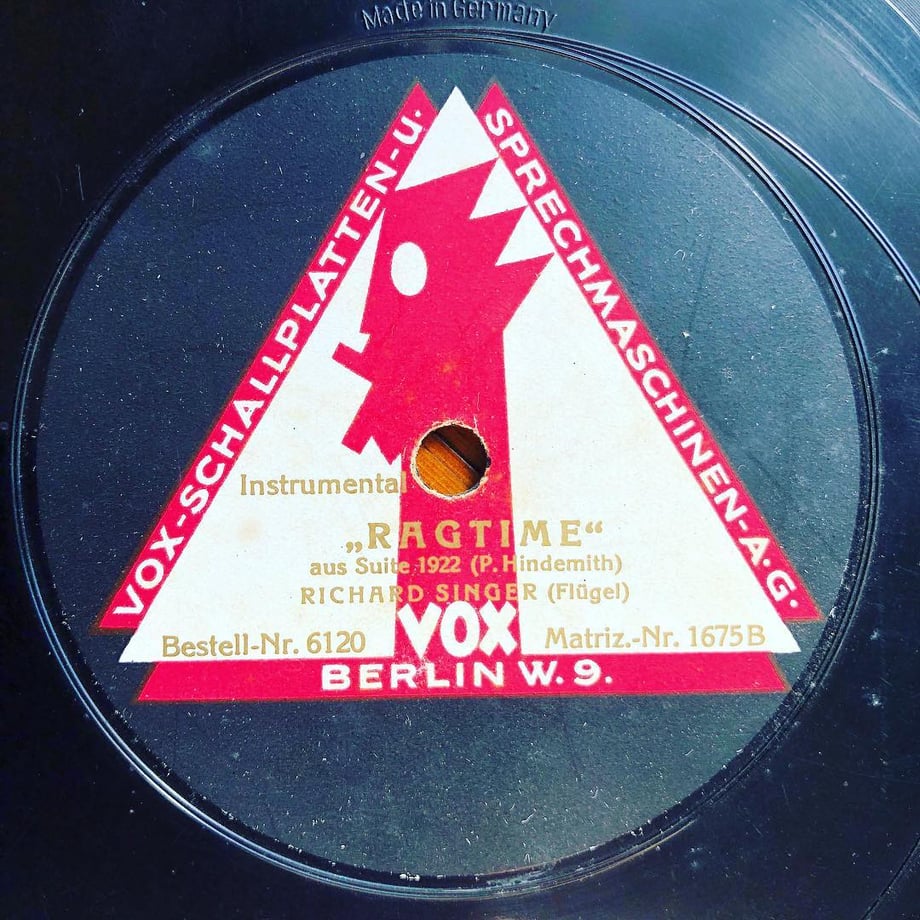 Made in Germany
VOX-SCHALLPLATTEN-U.
SPRECHMASCHINEN-A.G.
Instrumental
„RAGTIME“
aus Suite 1922 (P. Hindemith)
RICHARD SINGER (Flügel)
Bestell-Nr. 6120
VOX
Matriz.-Nr. 1675 B
BERLIN W. 9.